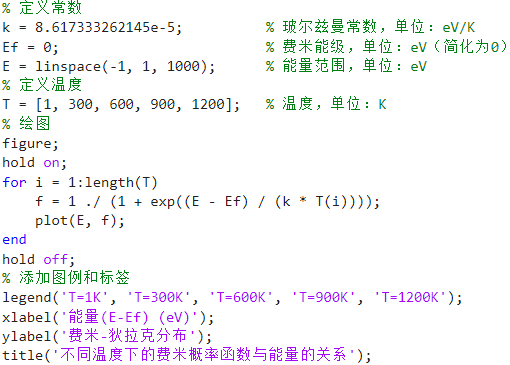 % 定义常数
k = 8.617333262145e-5;        % 玻尔兹曼常数，单位：eV/K
Ef = 0;                       % 费米能级，单位：eV（简化为0）
E = linspace(-1, 1, 1000);    % 能量范围，单位：eV
% 定义温度
T = [1, 300, 600, 900, 1200];   % 温度，单位：K
% 绘图
figure;
hold on;
for i = 1:length(T)
    f = 1 ./ (1 + exp((E - Ef) / (k * T(i))));
    plot(E, f);
end
hold off;
% 添加图例和标签
legend('T=1K', 'T=300K', 'T=600K', 'T=900K', 'T=1200K');
xlabel('能量(E-Ef) (eV)');
ylabel('费米-狄拉克分布');
title('不同温度下的费米概率函数与能量的关系');